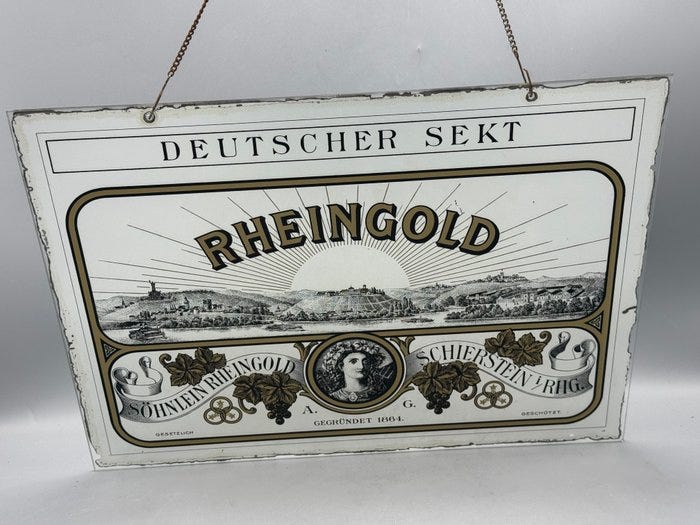 DEUTSCHER SEKT
RHEINGOLD
SÖHNLEIN RHEINGOLD
SCHIERSTEIN I/RHG.
A. G.
GEGRÜNDET 1864.
GESETZLICH GESCHÜTZT.